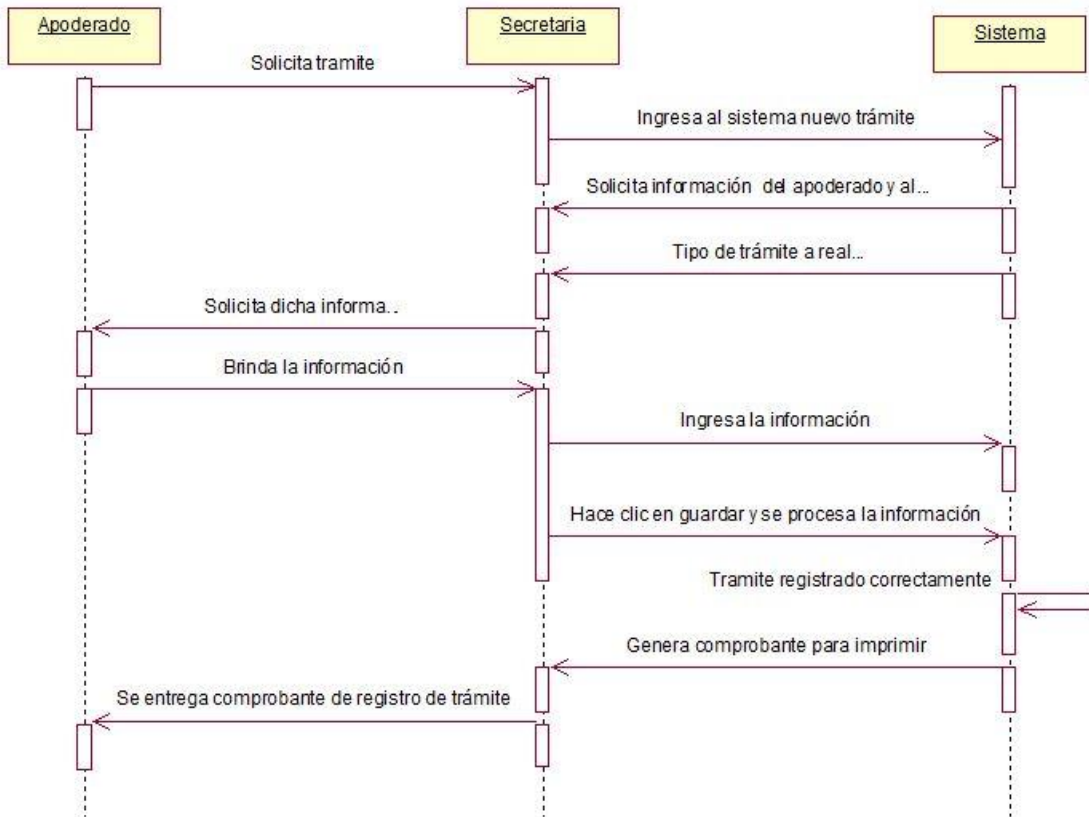 Apoderado
Secretaria
Sistema
Solicita tramite
Ingresa al sistema nuevo trámite
Solicita información del apoderado y al...
Tipo de trámite a real...
Solicita dicha informa..
Brinda la información
Ingresa la información
Hace clic en guardar y se procesa la información
Tramite registrado correctamente
Genera comprobante para imprimir
Se entrega comprobante de registro de trámite